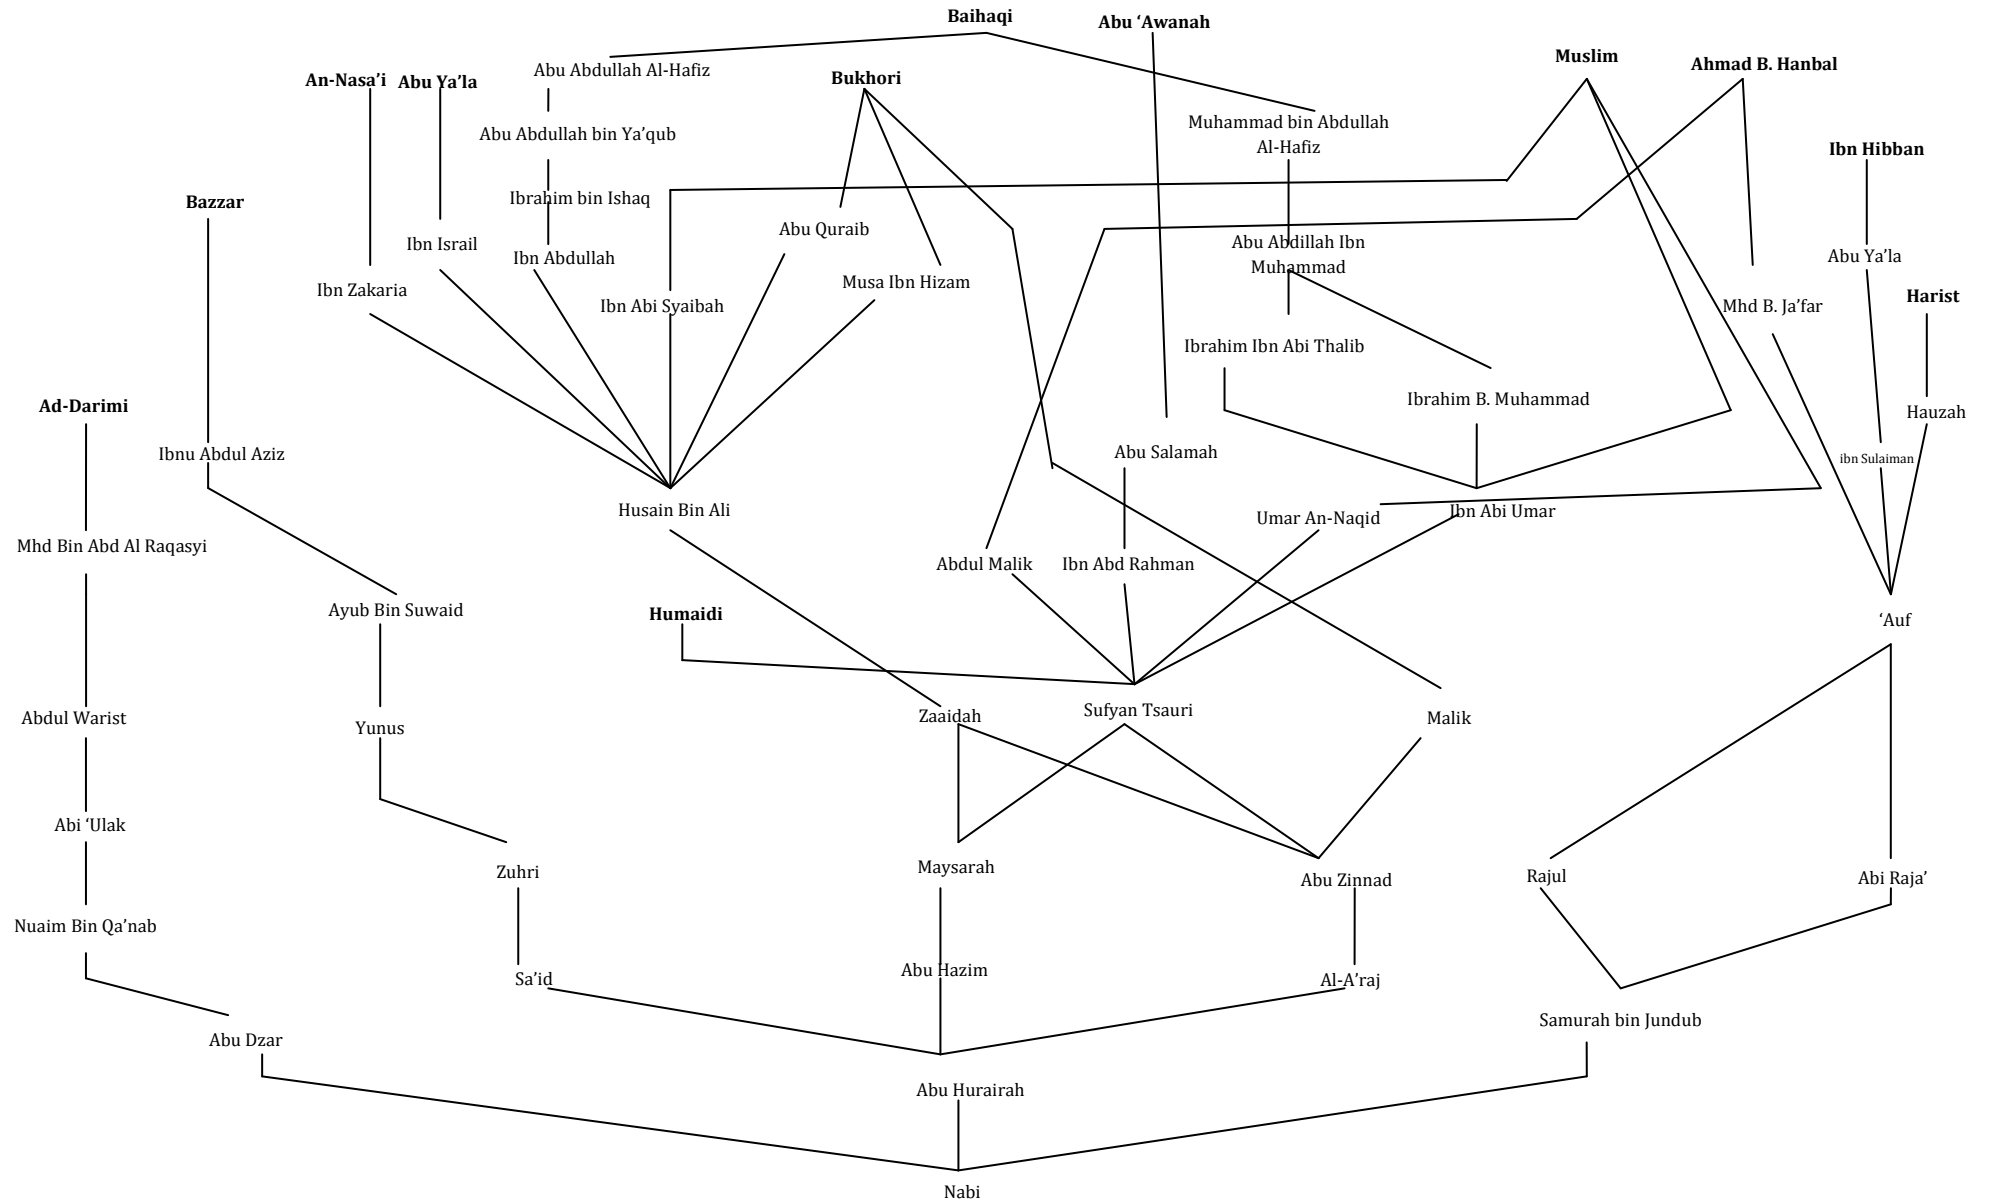 Baihaqi
Abu ‘Awanah
Muslim
Ahmad B. Hanbal
Abu Abdullah Al-Hafiz
An-Nasa’i
Abu Ya’la
Bukhori
Muhammad bin Abdullah
Al-Hafiz
Abu Abdullah bin Ya’qub
Ibn Hibban
Bazzar
Ibrahim bin Ishaq
Abu Quraib
Ibn Israil
Abu Abdillah Ibn
Muhammad
Ibn Abdullah
Abu Ya’la
Musa Ibn Hizam
Ibn Zakaria
Harist
Ibn Abi Syaibah
Mhd B. Ja’far
Ibrahim Ibn Abi Thalib
Ibrahim B. Muhammad
Ad-Darimi
Hauzah
Ibnu Abdul Aziz
Abu Salamah
ibn Sulaiman
Husain Bin Ali
Umar An-Naqid
Ibn Abi Umar
Mhd Bin Abd Al Raqasyi
Abdul Malik
Ibn Abd Rahman
Ayub Bin Suwaid
Humaidi
‘Auf
Abdul Warist
Yunus
Zaaidah
Sufyan Tsauri
Malik
Abi ‘Ulak
Zuhri
Maysarah
Abu Zinnad
Rajul
Abi Raja’
Nuaim Bin Qa’nab
Sa’id
Abu Hazim
Al-A’raj
Abu Dzar
Samurah bin Jundub
Abu Hurairah
Nabi